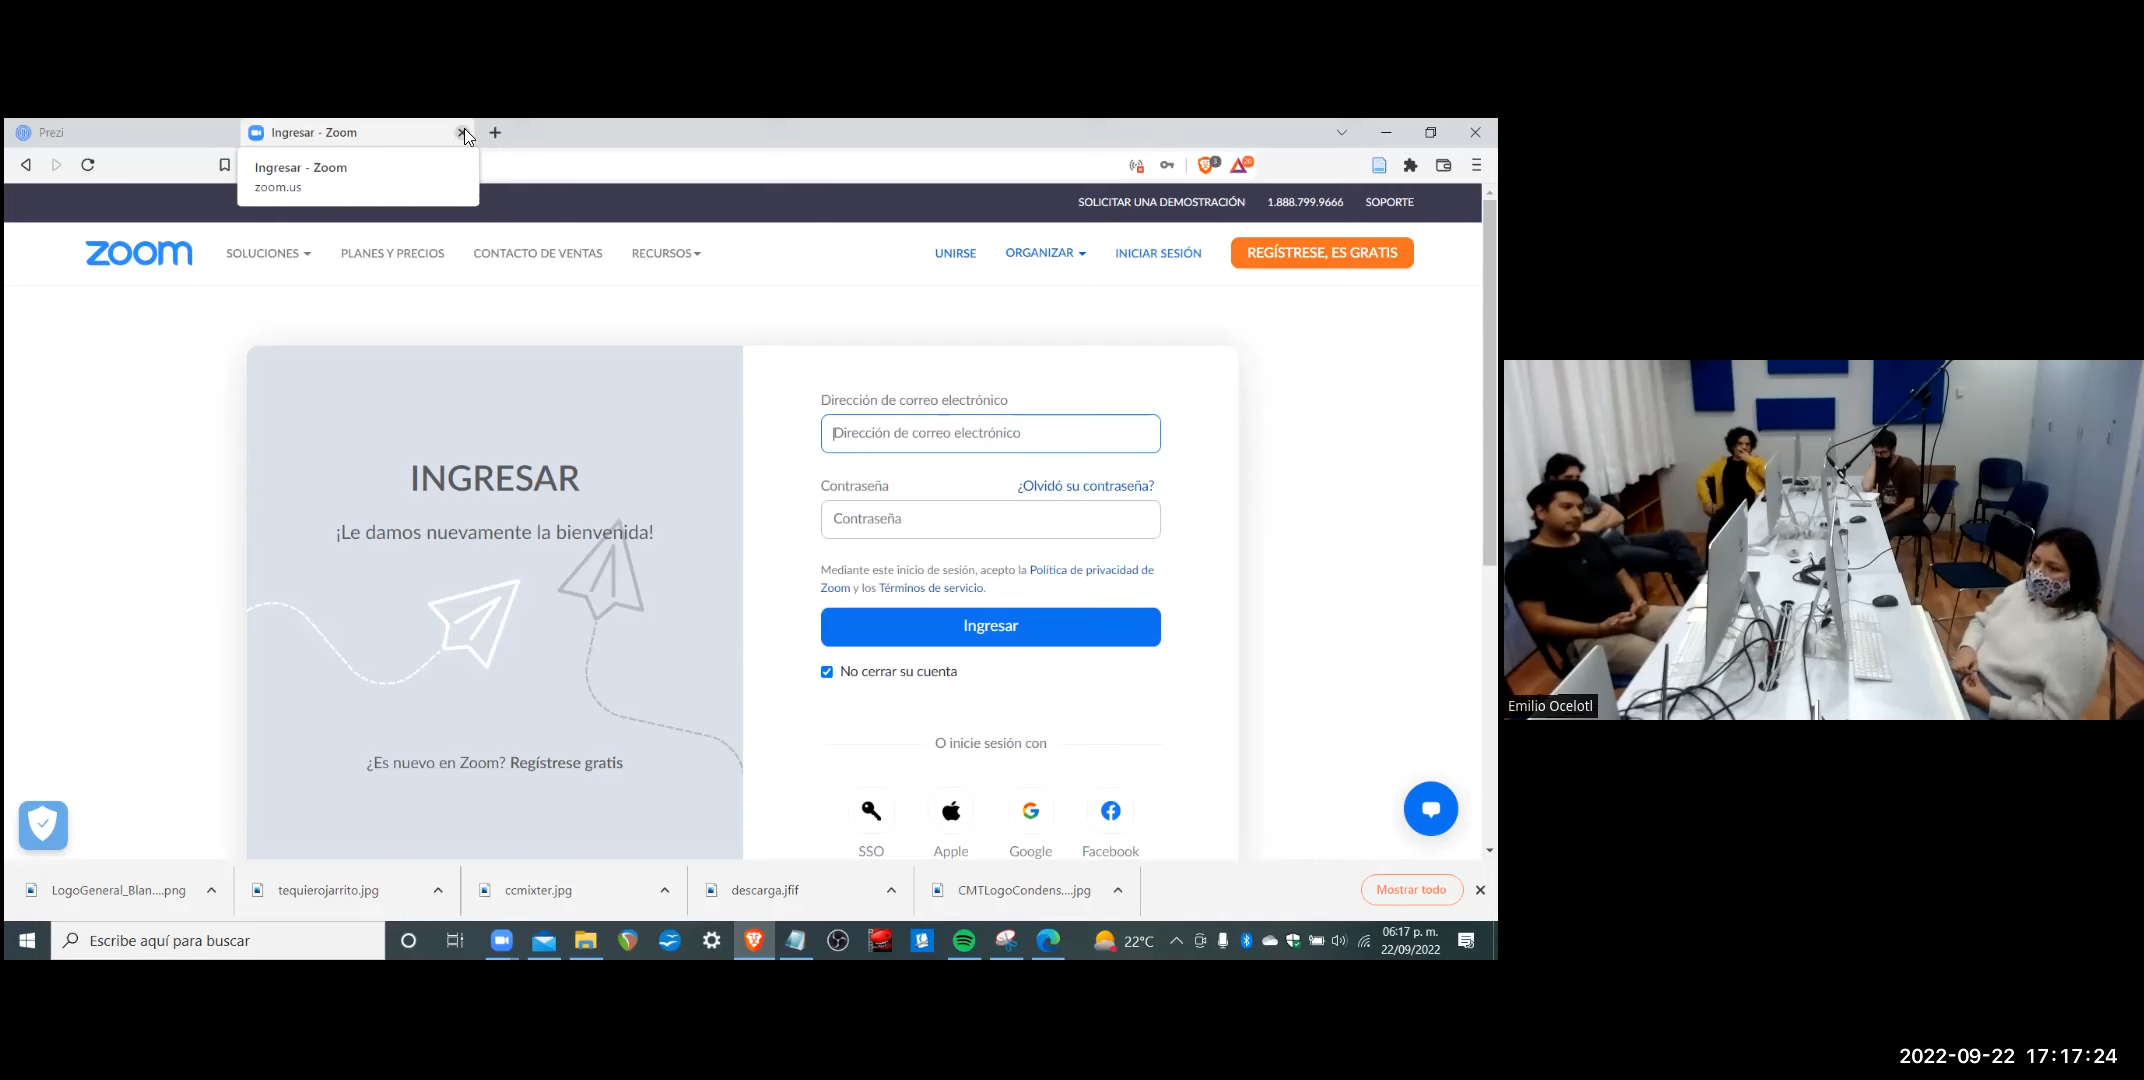 Prezi
Ingresar - Zoom
Ingresar - Zoom
zoom.us
SOLICITAR UNA DEMOSTRACIÓN 1.888.799.9666 SOPORTE
zoom SOLUCIONES PLANES Y PRECIOS CONTACTO DE VENTAS RECURSOS UNIRSE ORGANIZAR INICIAR SESIÓN REGÍSTRESE, ES GRATIS
INGRESAR
¡Le damos nuevamente la bienvenida!
¿Es nuevo en Zoom? Regístrese gratis
Dirección de correo electrónico
Dirección de correo electrónico
Contraseña ¿Olvidó su contraseña?
Contraseña
Mediante este inicio de sesión, acepto la Política de privacidad de
Zoom y los Términos de servicio.
Ingresar
No cerrar su cuenta
O inicie sesión con
SSO Apple Google Facebook
LogoGeneral_Blan....png tequierojarrito.jpg ccmixter.jpg descarga.jfif CMTLogoCondens....jpg Mostrar todo
Escribe aquí para buscar
22°C
06:17 p. m.
22/09/2022
Emilio Ocelotl
2022-09-22 17:17:24